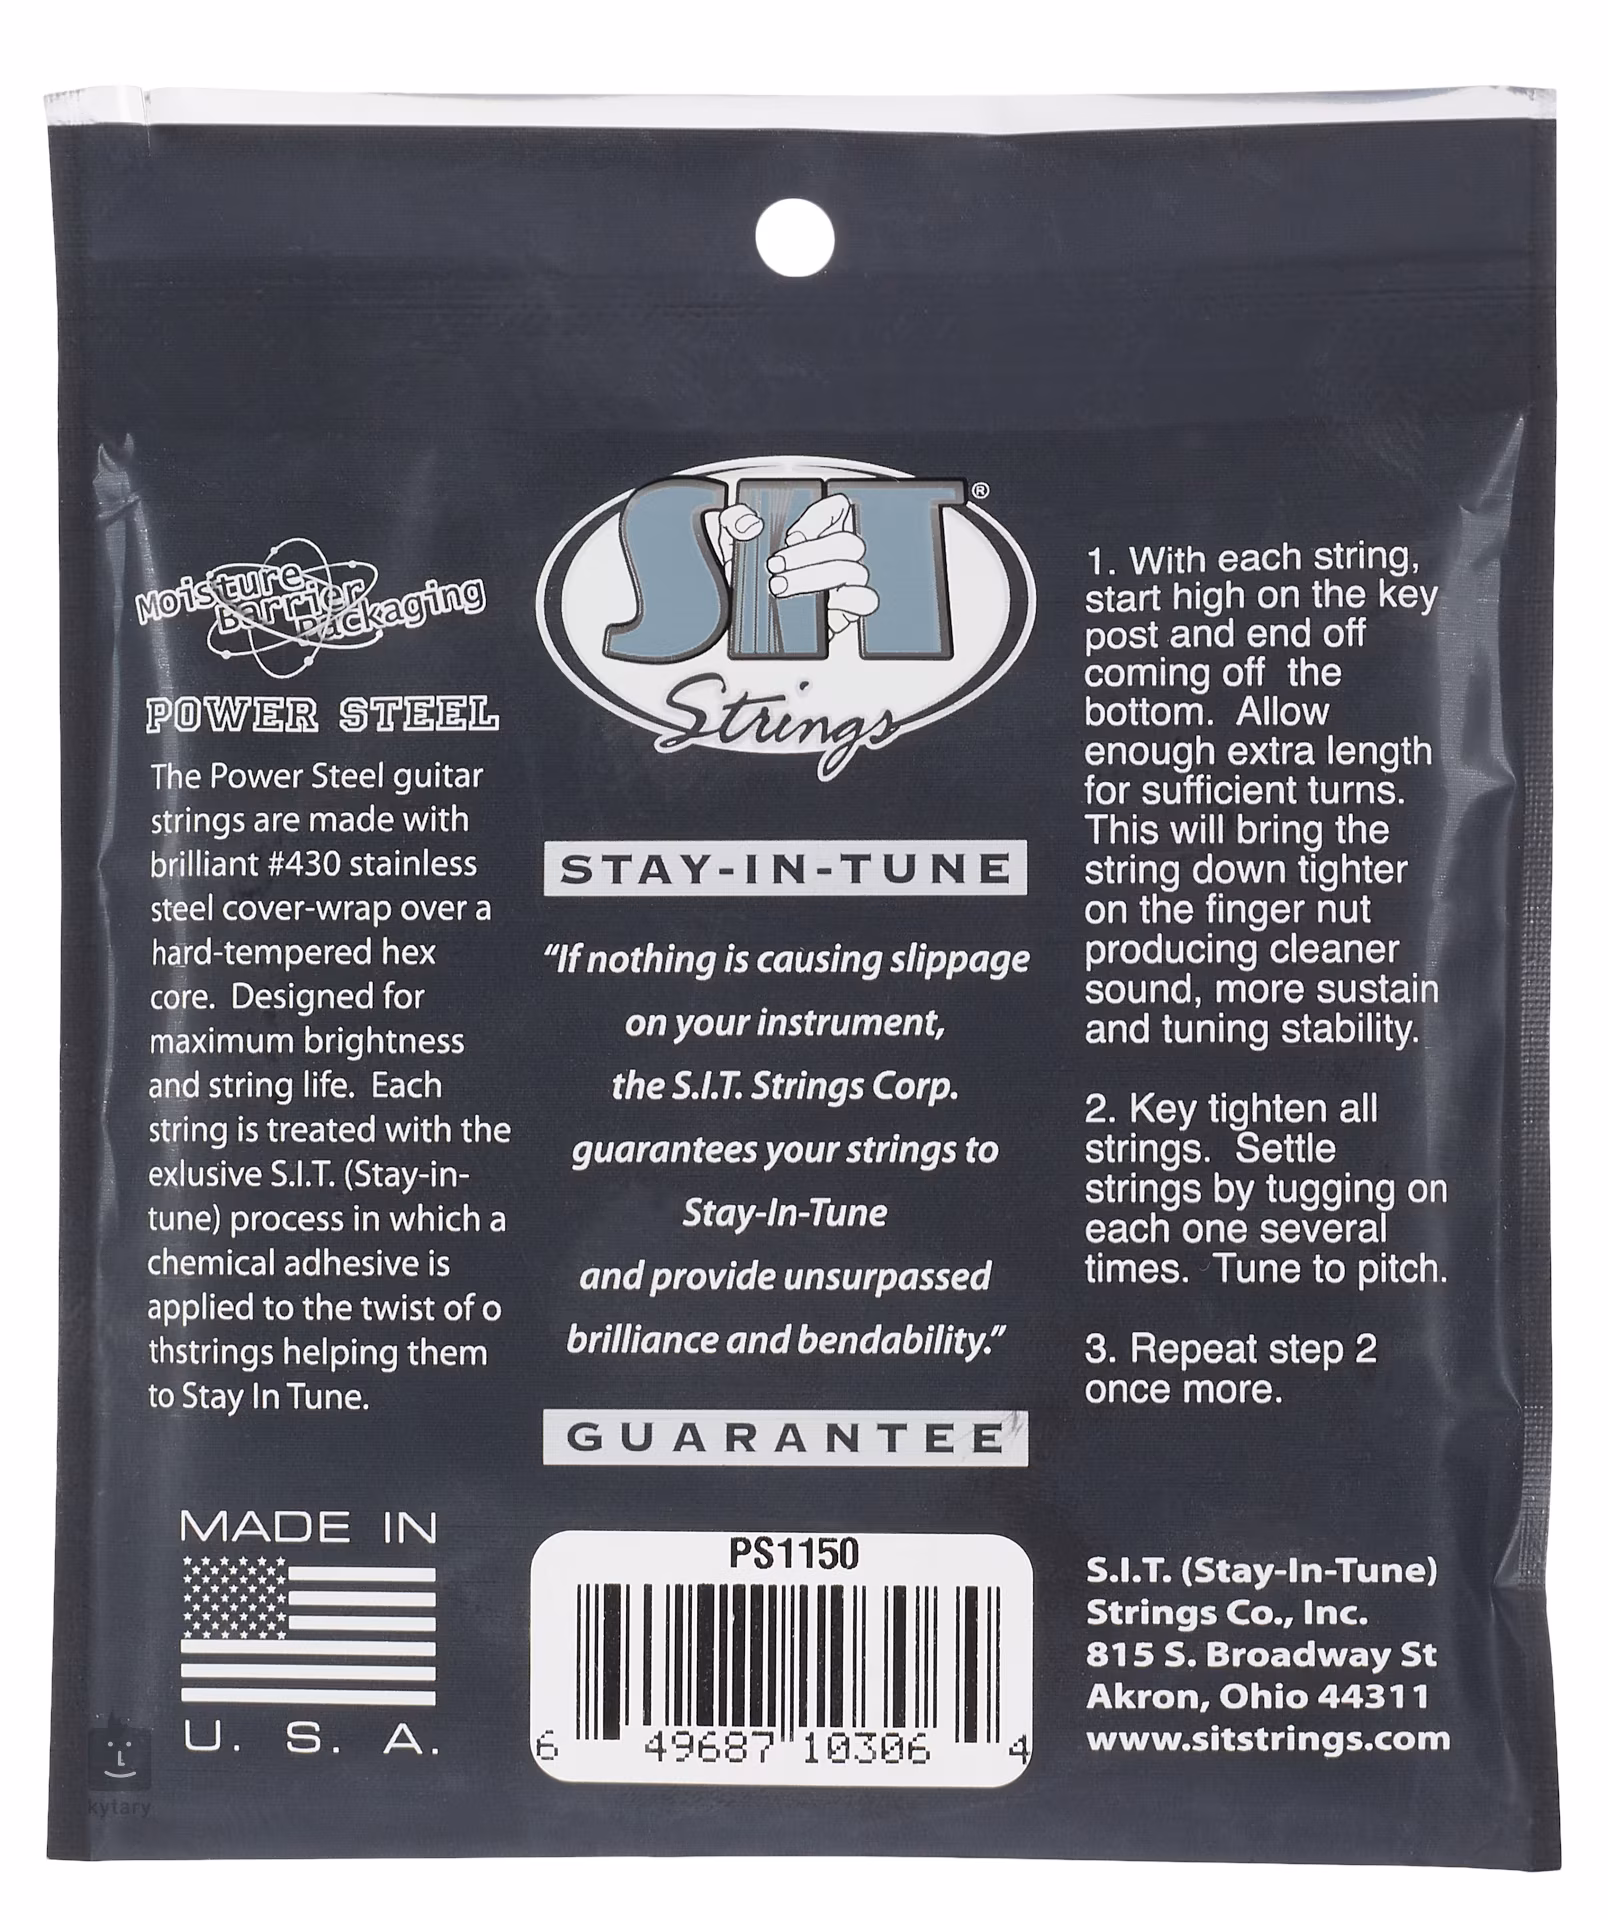 Moisture
Barrier
Packaging
POWER STEEL
The Power Steel guitar
strings are made with
brilliant #430 stainless
steel cover-wrap over a
hard-tempered hex
core.  Designed for
maximum brightness
and string life.  Each
string is treated with the
exlusive S.I.T. (Stay-in-
tune) process in which a
chemical adhesive is
applied to the twist of o
thstrings helping them
to Stay In Tune.
MADE IN
U. S. A.
SIT®
Strings
STAY-IN-TUNE
“If nothing is causing slippage
on your instrument,
the S.I.T. Strings Corp.
guarantees your strings to
Stay-In-Tune
and provide unsurpassed
brilliance and bendability.”
GUARANTEE
PS1150
6 49687 10306 4
1. With each string,
start high on the key
post and end off
coming off  the
bottom.  Allow
enough extra length
for sufficient turns.
This will bring the
string down tighter
on the finger nut
producing cleaner
sound, more sustain
and tuning stability.
2. Key tighten all
strings.  Settle
strings by tugging on
each one several
times.  Tune to pitch.
3. Repeat step 2
once more.
S.I.T. (Stay-In-Tune)
Strings Co., Inc.
815 S. Broadway St
Akron, Ohio 44311
www.sitstrings.com
kytary